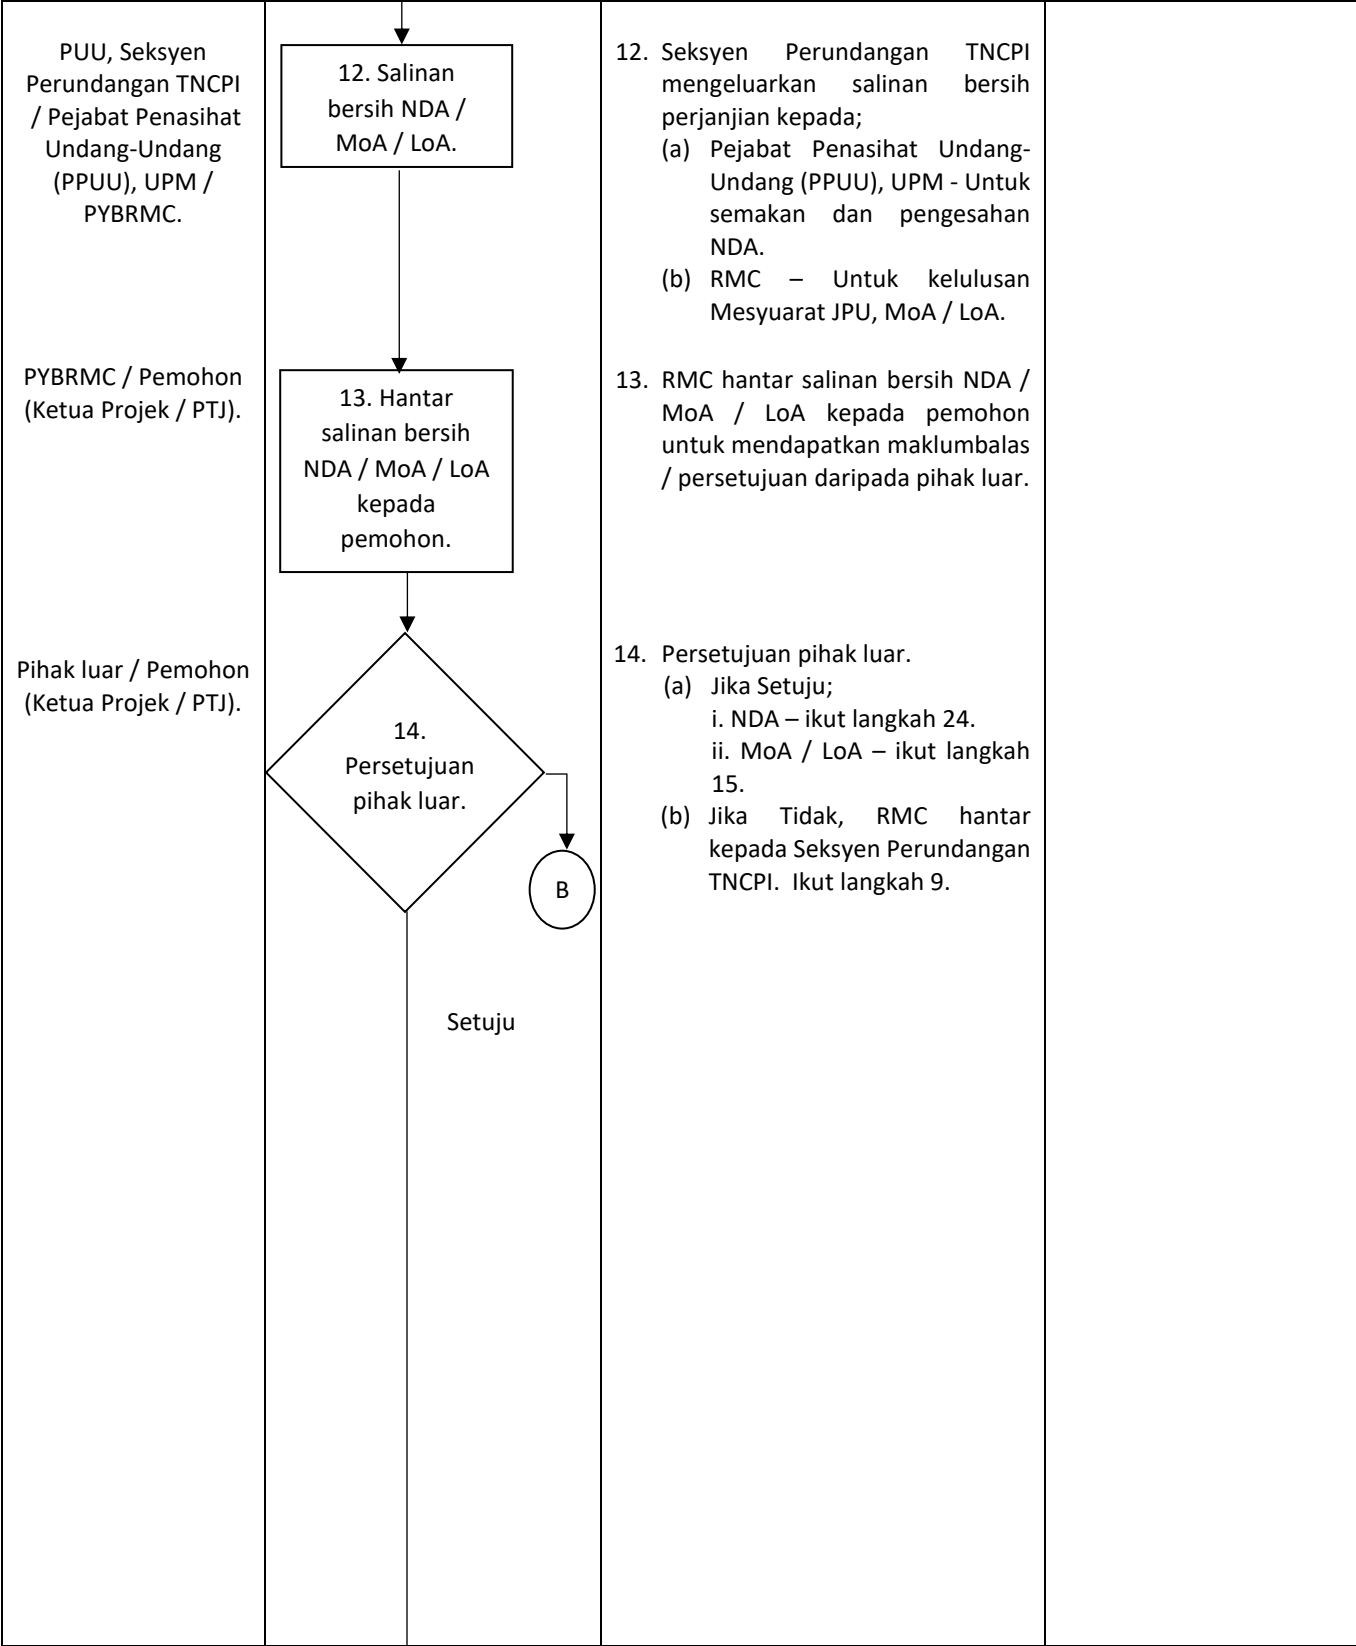 PUU, Seksyen
Perundangan TNCPI
/ Pejabat Penasihat
Undang-Undang
(PPUU), UPM /
PYBRMC.
12. Salinan
bersih NDA /
MoA / LoA.
12. Seksyen Perundangan TNCPI
mengeluarkan salinan bersih
perjanjian kepada;
(a) Pejabat Penasihat Undang-
Undang (PPUU), UPM - Untuk
semakan dan pengesahan
NDA.
(b) RMC – Untuk kelulusan
Mesyuarat JPU, MoA / LoA.
PYBRMC / Pemohon
(Ketua Projek / PTJ).
13. Hantar
salinan bersih
NDA / MoA / LoA
kepada
pemohon.
13. RMC hantar salinan bersih NDA /
MoA / LoA kepada pemohon
untuk mendapatkan maklumbalas
/ persetujuan daripada pihak luar.
Pihak luar / Pemohon
(Ketua Projek / PTJ).
14.
Persetujuan
pihak luar.
B
Setuju
14. Persetujuan pihak luar.
(a) Jika Setuju;
i. NDA – ikut langkah 24.
ii. MoA / LoA – ikut langkah
15.
(b) Jika Tidak, RMC hantar
kepada Seksyen Perundangan
TNCPI. Ikut langkah 9.